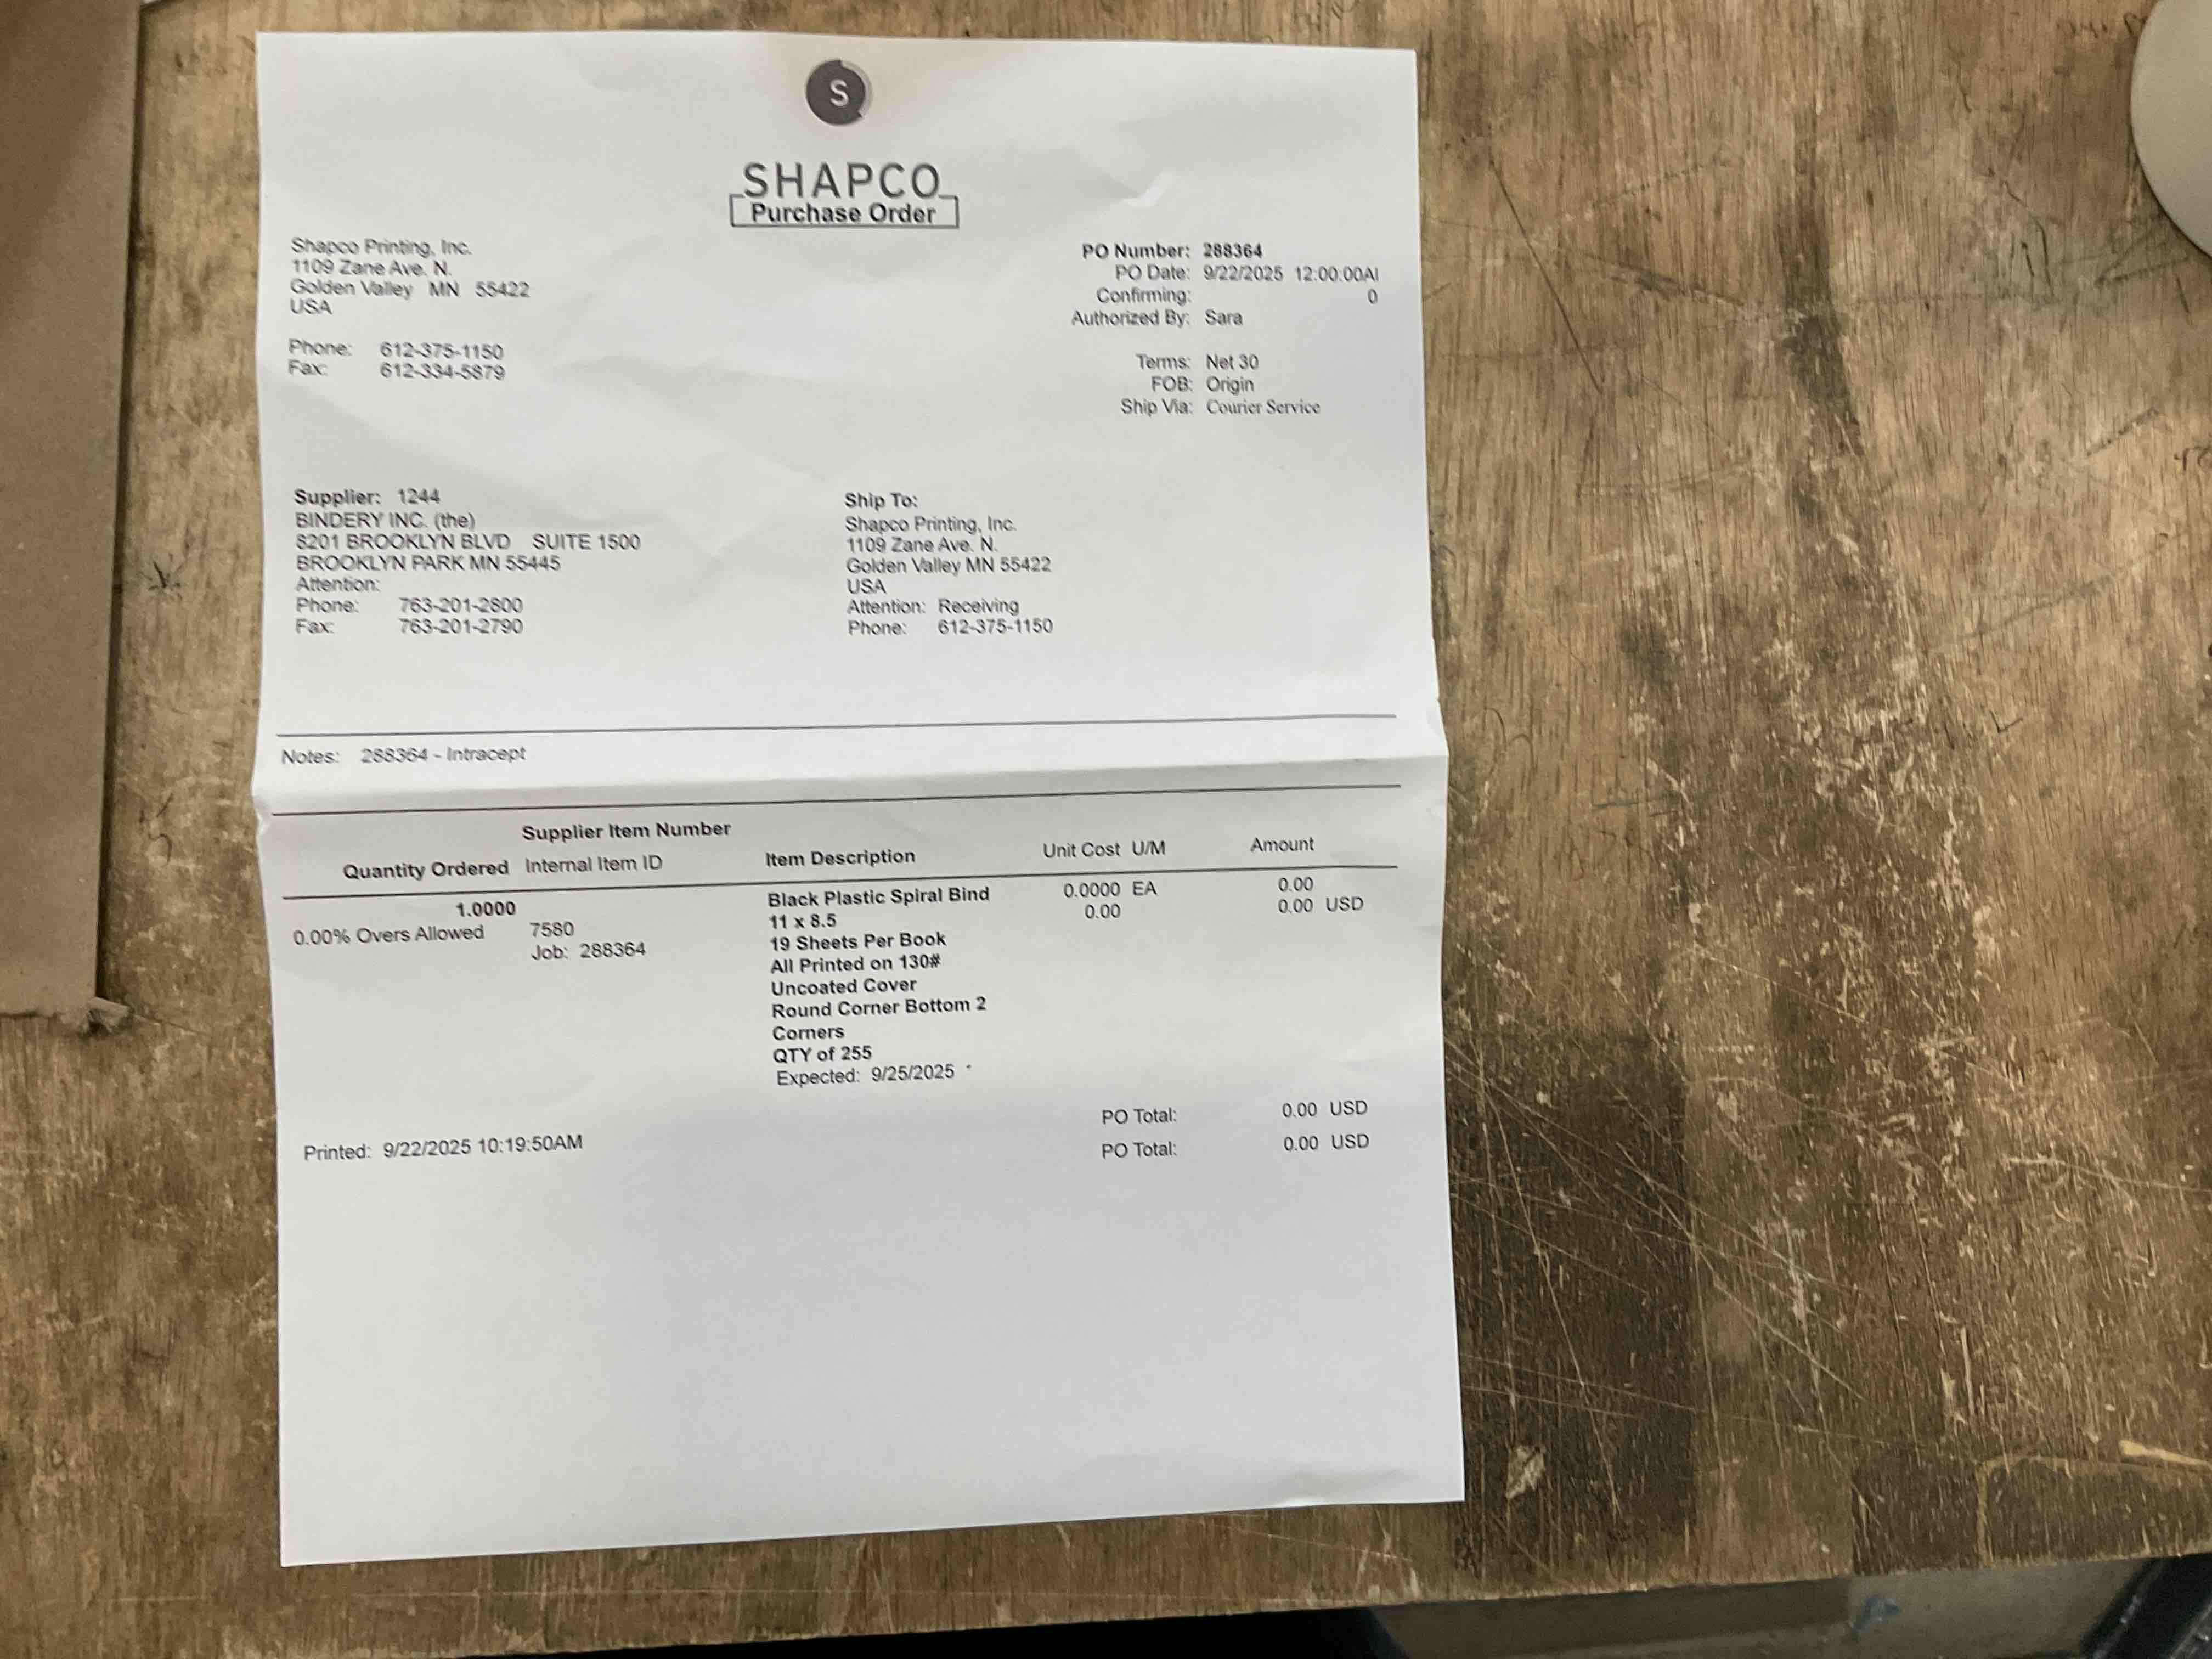 S
SHAPCO
Purchase Order
Shapco Printing, Inc.
1109 Zane Ave. N.
Golden Valley MN 55422
USA
Phone: 612-375-1150
Fax: 612-334-5879
PO Number: 288364
PO Date: 9/22/2025 12:00:00AI
Confirming: 0
Authorized By: Sara
Terms: Net 30
FOB: Origin
Ship Via: Courier Service
Supplier: 1244
BINDERY INC. (the)
8201 BROOKLYN BLVD SUITE 1500
BROOKLYN PARK MN 55445
Attention:
Phone: 763-201-2800
Fax: 763-201-2790
Ship To:
Shapco Printing, Inc.
1109 Zane Ave. N.
Golden Valley MN 55422
USA
Attention: Receiving
Phone: 612-375-1150
Notes: 288364 - Intracept
Supplier Item Number
Quantity Ordered Internal Item ID Item Description Unit Cost U/M Amount
1.0000 Black Plastic Spiral Bind 0.0000 EA 0.00
0.00% Overs Allowed 7580 11 x 8.5 0.00 0.00 USD
Job: 288364 19 Sheets Per Book
All Printed on 130#
Uncoated Cover
Round Corner Bottom 2
Corners
QTY of 255
Expected: 9/25/2025
PO Total: 0.00 USD
Printed: 9/22/2025 10:19:50AM PO Total: 0.00 USD